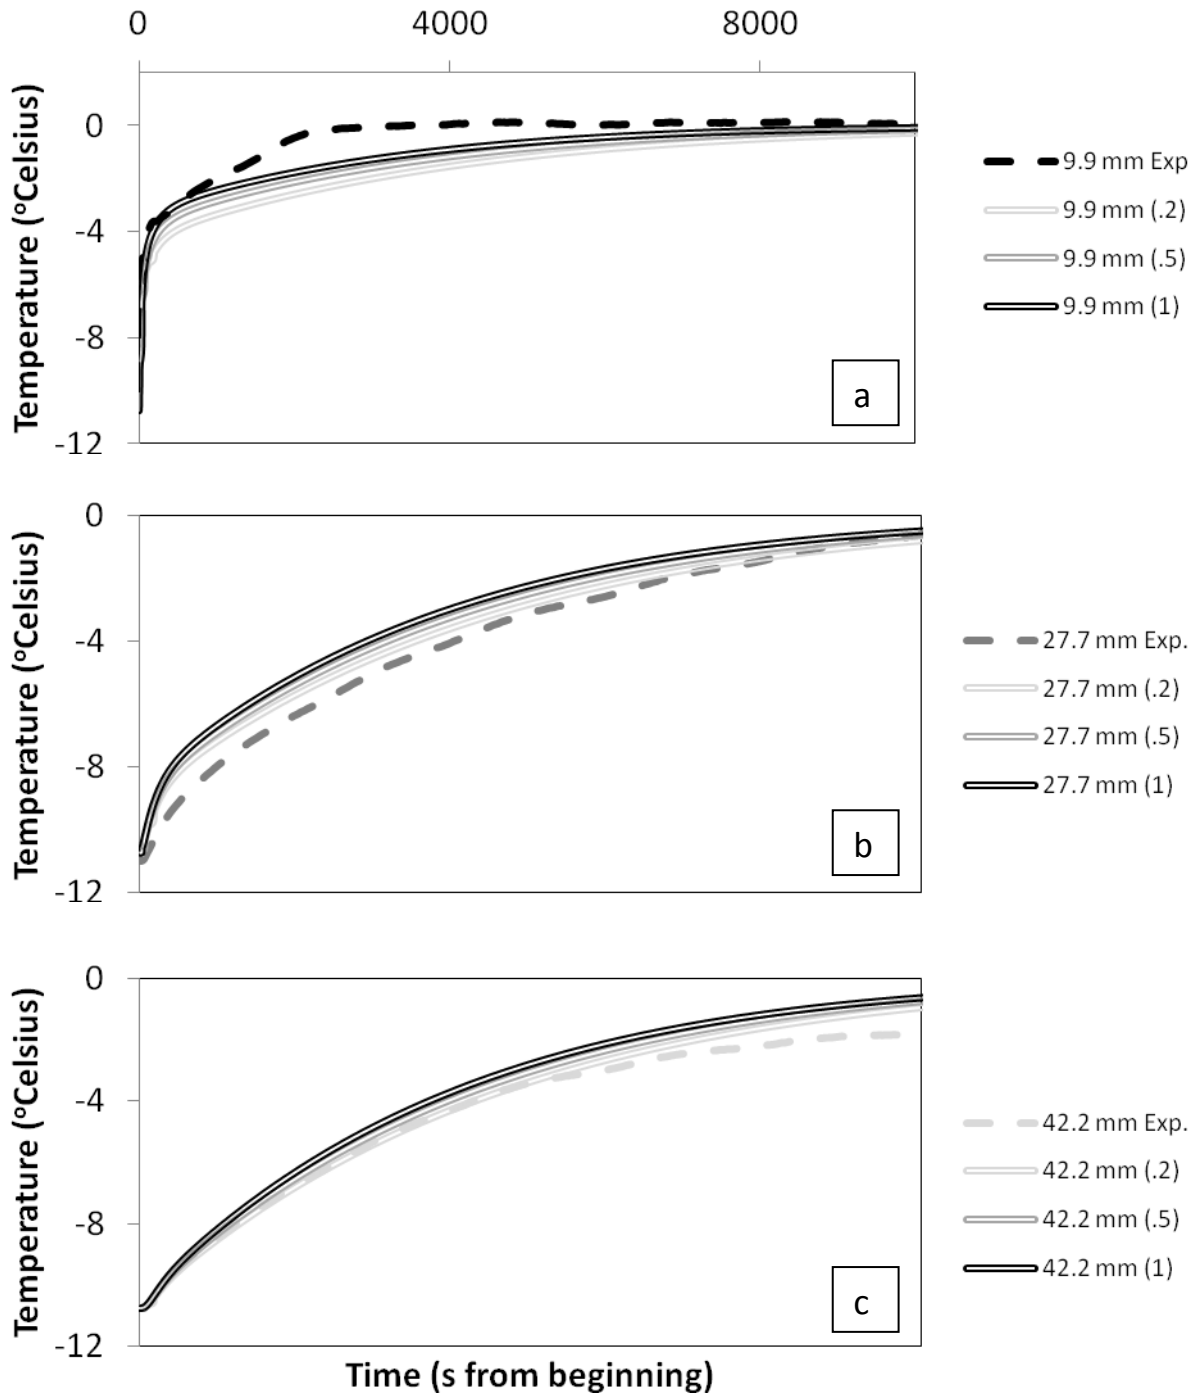 0 4000 8000
Temperature (°Celsius)
0
-4
-8
-12
9.9 mm Exp
9.9 mm (.2)
9.9 mm (.5)
9.9 mm (1)
a
Temperature (°Celsius)
0
-4
-8
-12
27.7 mm Exp.
27.7 mm (.2)
27.7 mm (.5)
27.7 mm (1)
b
Temperature (°Celsius)
0
-4
-8
-12
42.2 mm Exp.
42.2 mm (.2)
42.2 mm (.5)
42.2 mm (1)
c
Time (s from beginning)